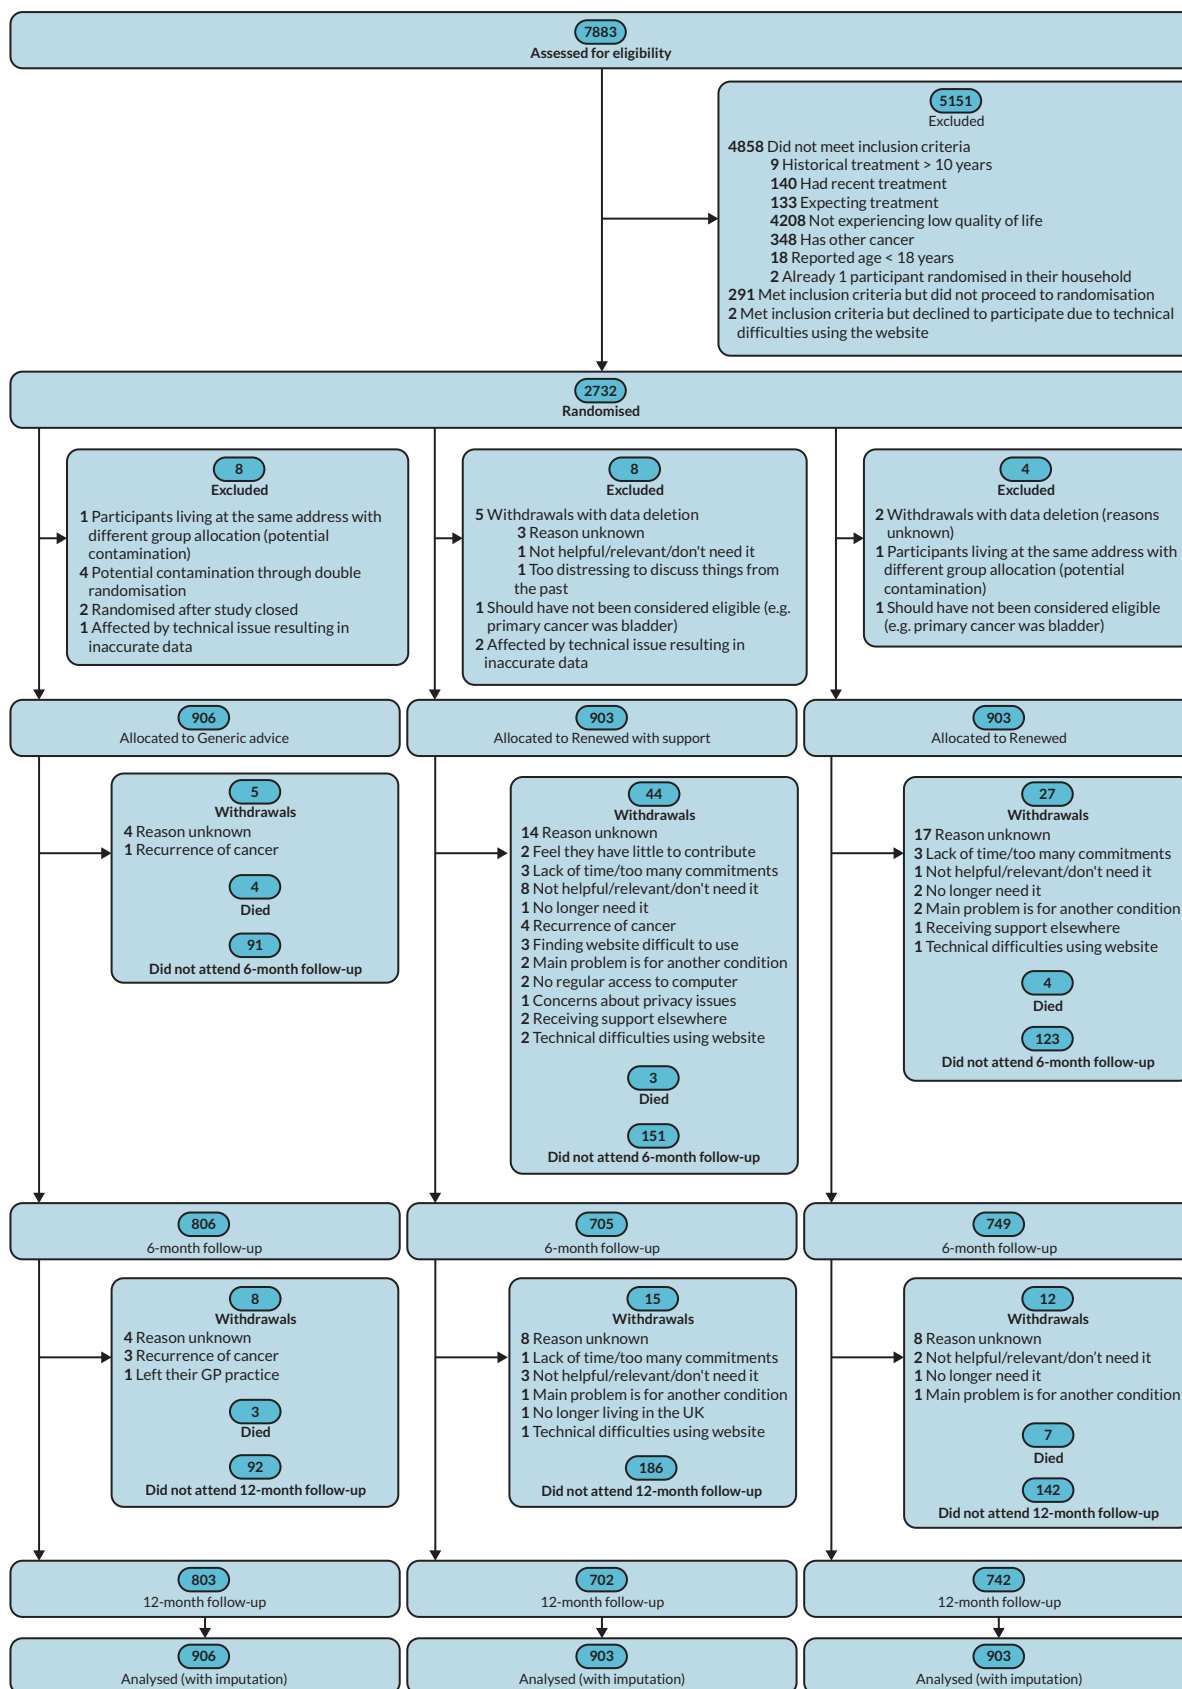 7883
Assessed for eligibility
5151
Excluded
4858 Did not meet inclusion criteria
9 Historical treatment > 10 years
140 Had recent treatment
133 Expecting treatment
4208 Not experiencing low quality of life
348 Has other cancer
18 Reported age < 18 years
2 Already 1 participant randomised in their household
291 Met inclusion criteria but did not proceed to randomisation
2 Met inclusion criteria but declined to participate due to technical
difficulties using the website
2732
Randomised
8
Excluded
1 Participants living at the same address with
different group allocation (potential
contamination)
4 Potential contamination through double
randomisation
2 Randomised after study closed
1 Affected by technical issue resulting in
inaccurate data
8
Excluded
5 Withdrawals with data deletion
3 Reason unknown
1 Not helpful/relevant/don't need it
1 Too distressing to discuss things from
the past
1 Should have not been considered eligible (e.g.
primary cancer was bladder)
2 Affected by technical issue resulting in
inaccurate data
4
Excluded
2 Withdrawals with data deletion (reasons
unknown)
1 Participants living at the same address with
different group allocation (potential
contamination)
1 Should have not been considered eligible
(e.g. primary cancer was bladder)
906
Allocated to Generic advice
903
Allocated to Renewed with support
903
Allocated to Renewed
5
Withdrawals
4 Reason unknown
1 Recurrence of cancer
4
Died
91
Did not attend 6-month follow-up
44
Withdrawals
14 Reason unknown
2 Feel they have little to contribute
3 Lack of time/too many commitments
8 Not helpful/relevant/don't need it
1 No longer need it
4 Recurrence of cancer
3 Finding website difficult to use
2 Main problem is for another condition
2 No regular access to computer
1 Concerns about privacy issues
2 Receiving support elsewhere
2 Technical difficulties using website
3
Died
151
Did not attend 6-month follow-up
27
Withdrawals
17 Reason unknown
3 Lack of time/too many commitments
1 Not helpful/relevant/don't need it
2 No longer need it
2 Main problem is for another condition
1 Receiving support elsewhere
1 Technical difficulties using website
4
Died
123
Did not attend 6-month follow-up
806
6-month follow-up
705
6-month follow-up
749
6-month follow-up
8
Withdrawals
4 Reason unknown
3 Recurrence of cancer
1 Left their GP practice
3
Died
92
Did not attend 12-month follow-up
15
Withdrawals
8 Reason unknown
1 Lack of time/too many commitments
3 Not helpful/relevant/don't need it
1 Main problem is for another condition
1 No longer living in the UK
1 Technical difficulties using website
186
Did not attend 12-month follow-up
12
Withdrawals
8 Reason unknown
2 Not helpful/relevant/don’t need it
1 No longer need it
1 Main problem is for another condition
7
Died
142
Did not attend 12-month follow-up
803
12-month follow-up
702
12-month follow-up
742
12-month follow-up
906
Analysed (with imputation)
903
Analysed (with imputation)
903
Analysed (with imputation)